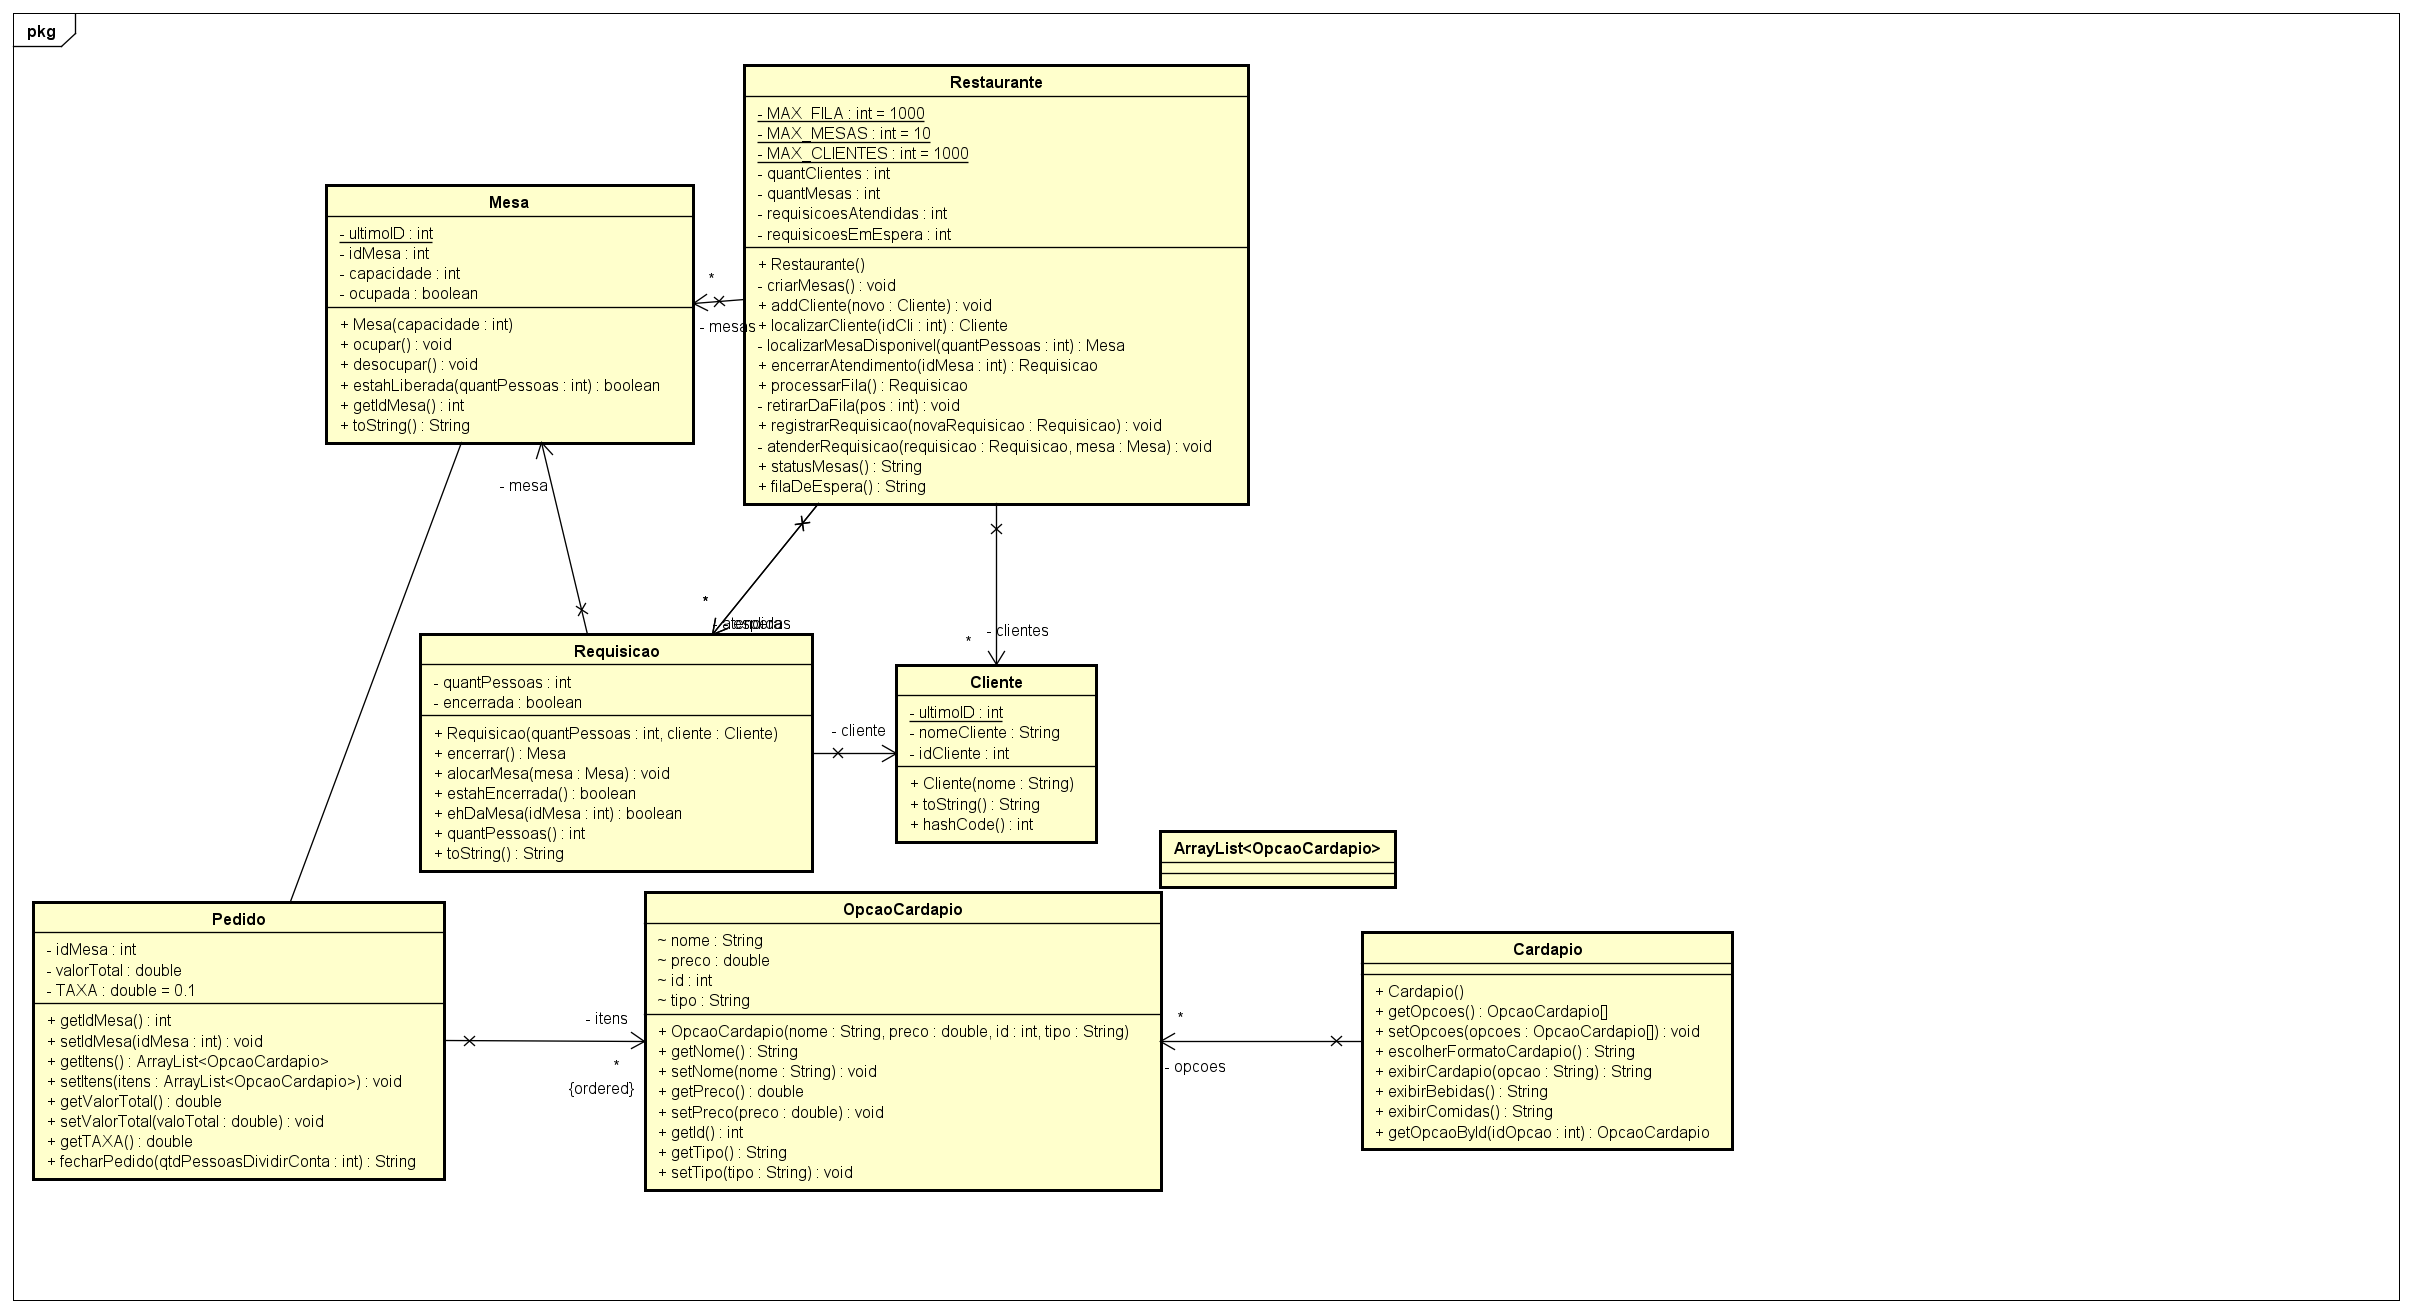 pkg
Restaurante
- MAX_FILA : int = 1000
- MAX_MESAS : int = 10
- MAX_CLIENTES : int = 1000
- quantClientes : int
- quantMesas : int
- requisicoesAtendidas : int
- requisicoesEmEspera : int
+ Restaurante()
- criarMesas() : void
+ addCliente(novo : Cliente) : void
+ localizarCliente(idCli : int) : Cliente
- localizarMesaDisponivel(quantPessoas : int) : Mesa
+ encerrarAtendimento(idMesa : int) : Requisicao
+ processarFila() : Requisicao
- retirarDaFila(pos : int) : void
+ registrarRequisicao(novaRequisicao : Requisicao) : void
- atenderRequisicao(requisicao : Requisicao, mesa : Mesa) : void
+ statusMesas() : String
+ filaDeEspera() : String
Mesa
- ultimoID : int
- idMesa : int
- capacidade : int
- ocupada : boolean
+ Mesa(capacidade : int)
+ ocupar() : void
+ desocupar() : void
+ estahLiberada(quantPessoas : int) : boolean
+ getIdMesa() : int
+ toString() : String
*
- mesas
- mesa
*
- atendidas
*
- clientes
Requisicao
- quantPessoas : int
- encerrada : boolean
+ Requisicao(quantPessoas : int, cliente : Cliente)
+ encerrar() : Mesa
+ alocarMesa(mesa : Mesa) : void
+ estahEncerrada() : boolean
+ ehDaMesa(idMesa : int) : boolean
+ quantPessoas() : int
+ toString() : String
- cliente
Cliente
- ultimoID : int
- nomeCliente : String
- idCliente : int
+ Cliente(nome : String)
+ toString() : String
+ hashCode() : int
ArrayList<OpcaoCardapio>
Pedido
- idMesa : int
- valorTotal : double
- TAXA : double = 0.1
+ getIdMesa() : int
+ setIdMesa(idMesa : int) : void
+ getItens() : ArrayList<OpcaoCardapio>
+ setItens(itens : ArrayList<OpcaoCardapio>) : void
+ getValorTotal() : double
+ setValorTotal(valoTotal : double) : void
+ getTAXA() : double
+ fecharPedido(qtdPessoasDividirConta : int) : String
- itens
*
{ordered}
OpcaoCardapio
~ nome : String
~ preco : double
~ id : int
~ tipo : String
+ OpcaoCardapio(nome : String, preco : double, id : int, tipo : String)
+ getNome() : String
+ setNome(nome : String) : void
+ getPreco() : double
+ setPreco(preco : double) : void
+ getId() : int
+ getTipo() : String
+ setTipo(tipo : String) : void
*
- opcoes
Cardapio
+ Cardapio()
+ getOpcoes() : OpcaoCardapio[]
+ setOpcoes(opcoes : OpcaoCardapio[]) : void
+ escolherFormatoCardapio() : String
+ exibirCardapio(opcao : String) : String
+ exibirBebidas() : String
+ exibirComidas() : String
+ getOpcaoById(idOpcao : int) : OpcaoCardapio